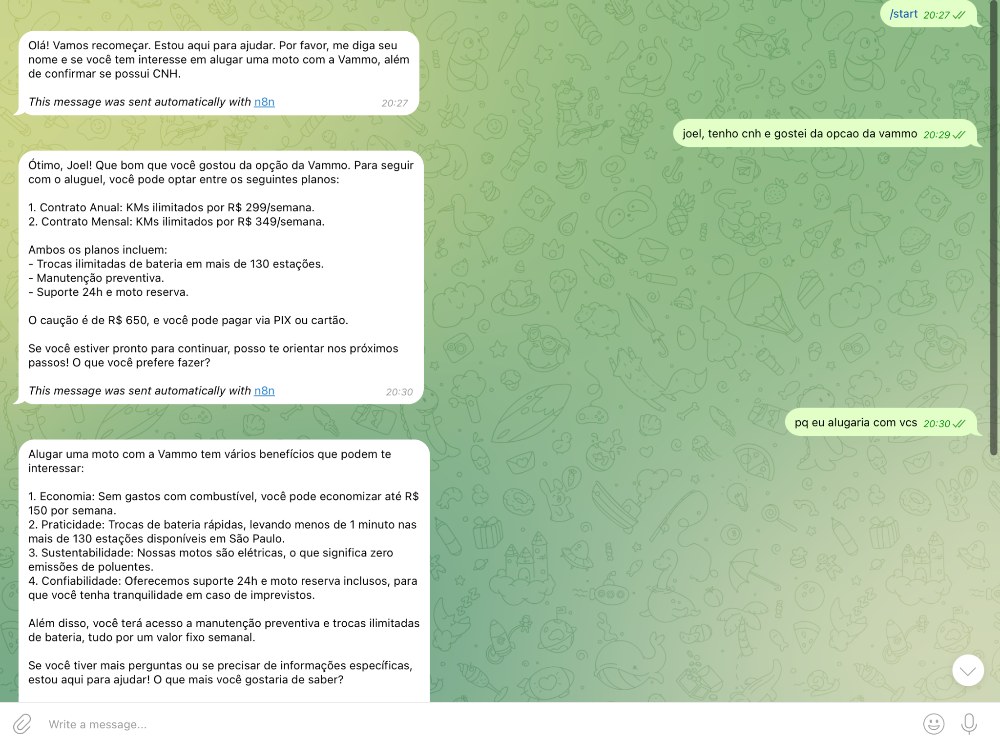 /start 20:27
Olá! Vamos recomeçar. Estou aqui para ajudar. Por favor, me diga seu
nome e se você tem interesse em alugar uma moto com a Vammo, além
de confirmar se possui CNH.
This message was sent automatically with n8n 20:27
joel, tenho cnh e gostei da opcao da vammo 20:29
Ótimo, Joel! Que bom que você gostou da opção da Vammo. Para seguir
com o aluguel, você pode optar entre os seguintes planos:
1. Contrato Anual: KMs ilimitados por R$ 299/semana.
2. Contrato Mensal: KMs ilimitados por R$ 349/semana.
Ambos os planos incluem:
- Trocas ilimitadas de bateria em mais de 130 estações.
- Manutenção preventiva.
- Suporte 24h e moto reserva.
O caução é de R$ 650, e você pode pagar via PIX ou cartão.
Se você estiver pronto para continuar, posso te orientar nos próximos
passos! O que você prefere fazer?
This message was sent automatically with n8n 20:30
pq eu alugaria com vcs 20:30
Alugar uma moto com a Vammo tem vários benefícios que podem te
interessar:
1. Economia: Sem gastos com combustível, você pode economizar até R$
150 por semana.
2. Praticidade: Trocas de bateria rápidas, levando menos de 1 minuto nas
mais de 130 estações disponíveis em São Paulo.
3. Sustentabilidade: Nossas motos são elétricas, o que significa zero
emissões de poluentes.
4. Confiabilidade: Oferecemos suporte 24h e moto reserva inclusos, para
que você tenha tranquilidade em caso de imprevistos.
Além disso, você terá acesso a manutenção preventiva e trocas ilimitadas
de bateria, tudo por um valor fixo semanal.
Se você tiver mais perguntas ou se precisar de informações específicas,
estou aqui para ajudar! O que mais você gostaria de saber?
Write a message...